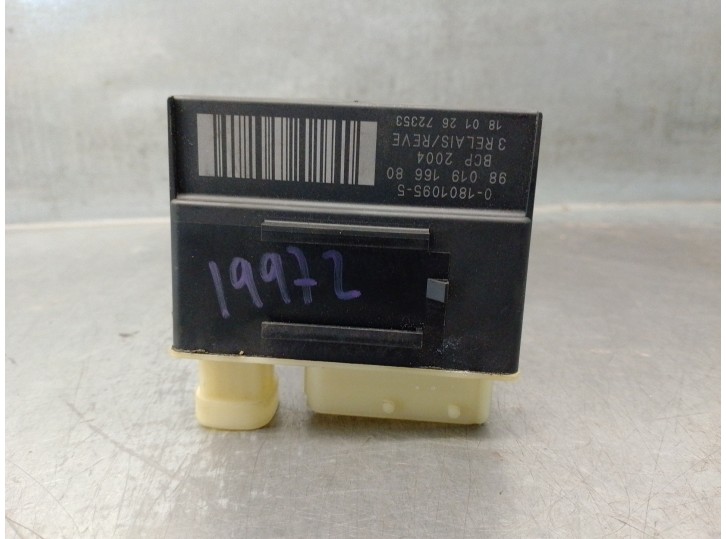 0-1801095-5
98 019 166 80
BCP 2004
3 RELAIS/REVE
18 01 26 72353
19972